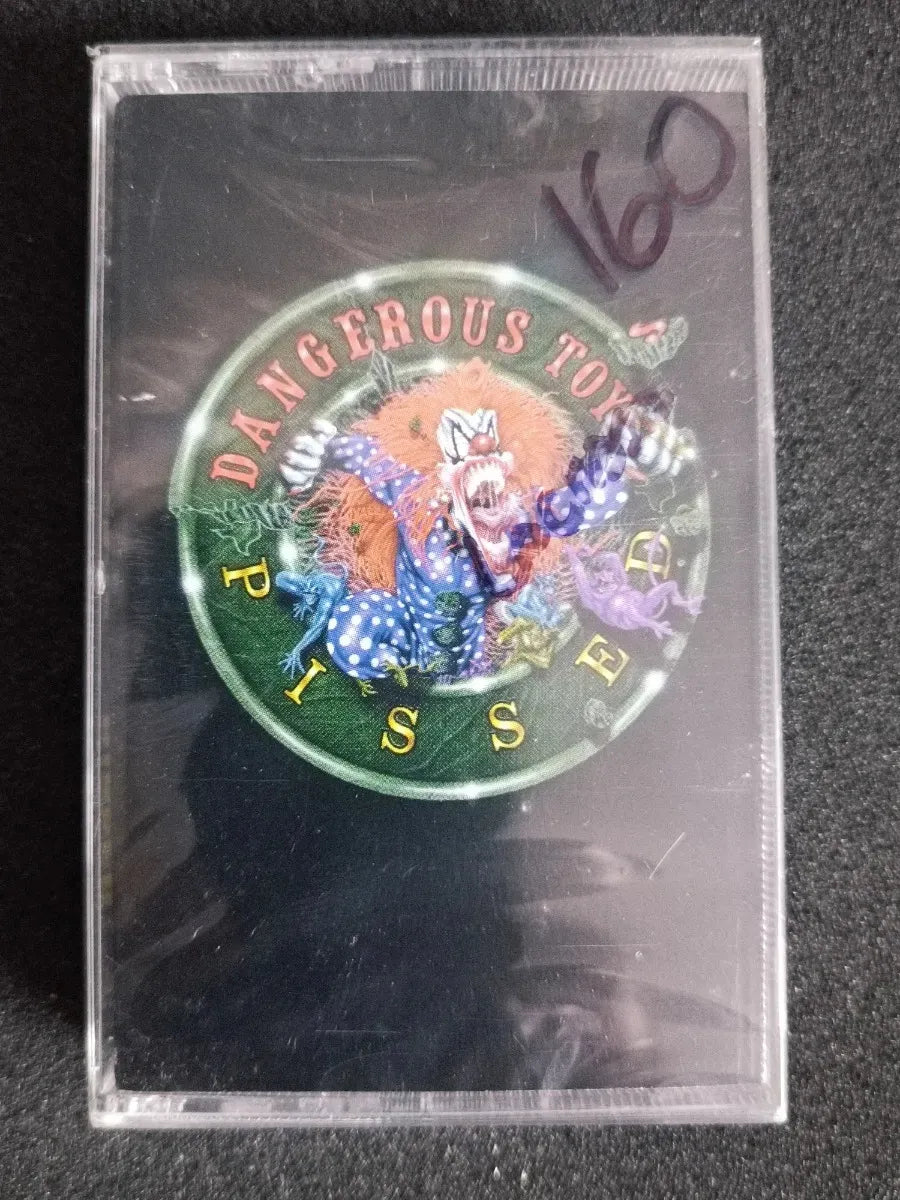 160
DANGEROUS TOYS
PISSED